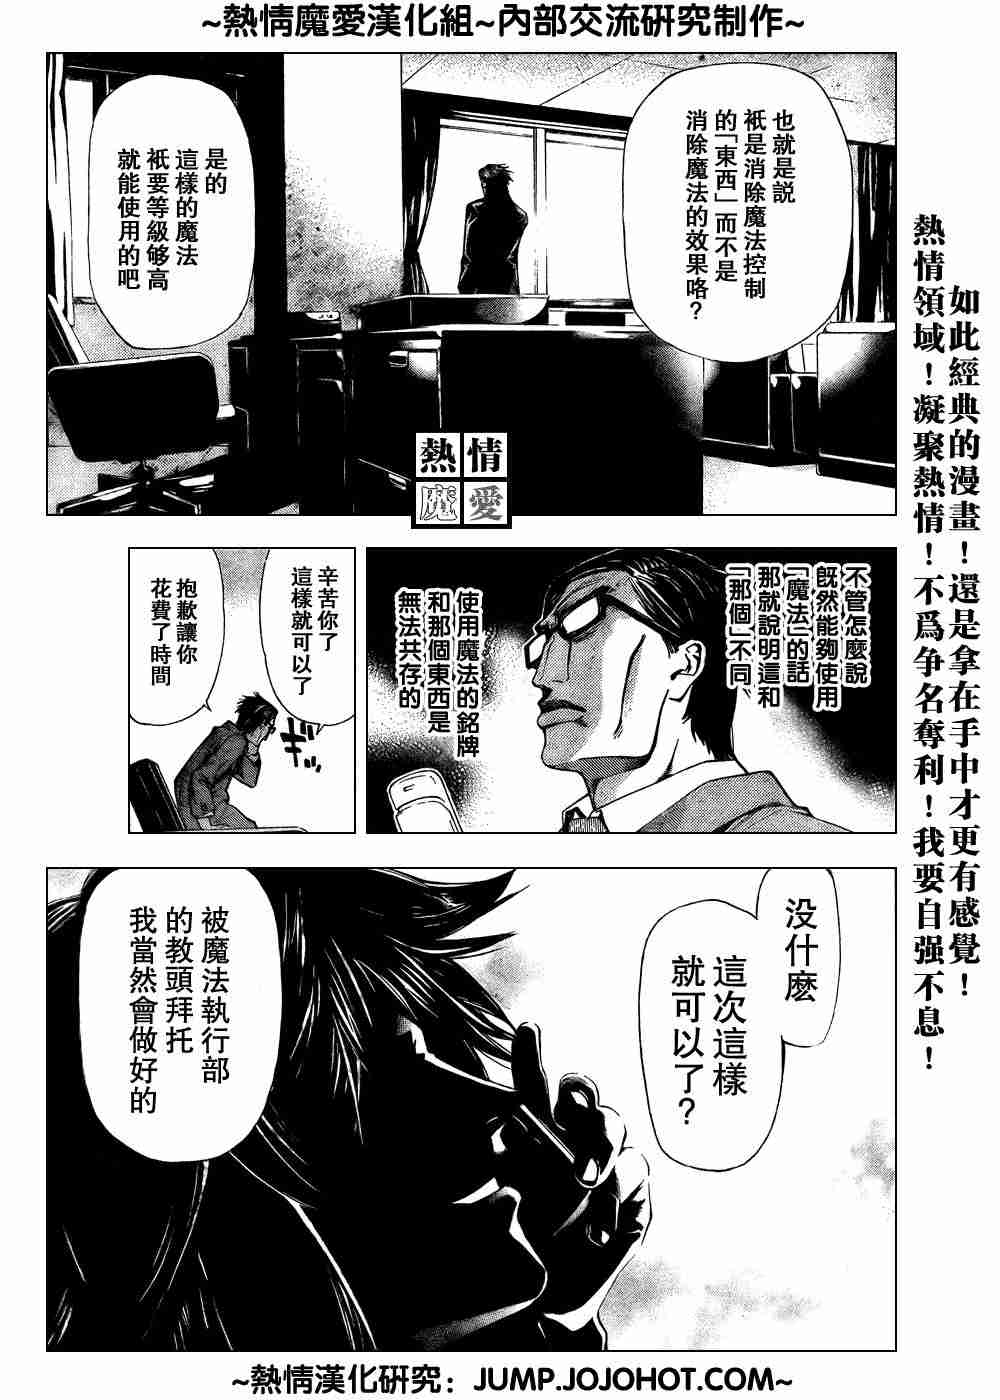 ~熱情魔愛漢化組~內部交流研究制作~
也就是説
衹是消除魔法控制
的「東西」而不是
消除魔法的效果咯？
是的
這樣的魔法
衹要等級够高
就能使用的吧
熱情
魔愛
不管怎麼說
既然能夠使用
「魔法」的話
那就說明這和
「那個」不同
使用魔法的銘牌
和那個東西是
無法共存的
辛苦你了
這樣就可以了
抱歉讓你
花費了時間
ギッ
没什麽
這次這樣
就可以了？
被魔法執行部
的教頭拜托
我當然會做好的
如此經典的漫畫！還是拿在手中才更有感覺！
熱情領域！凝聚熱情！不爲争名奪利！我要自强不息！
~熱情漢化研究：JUMP.JOJOHOT.COM~